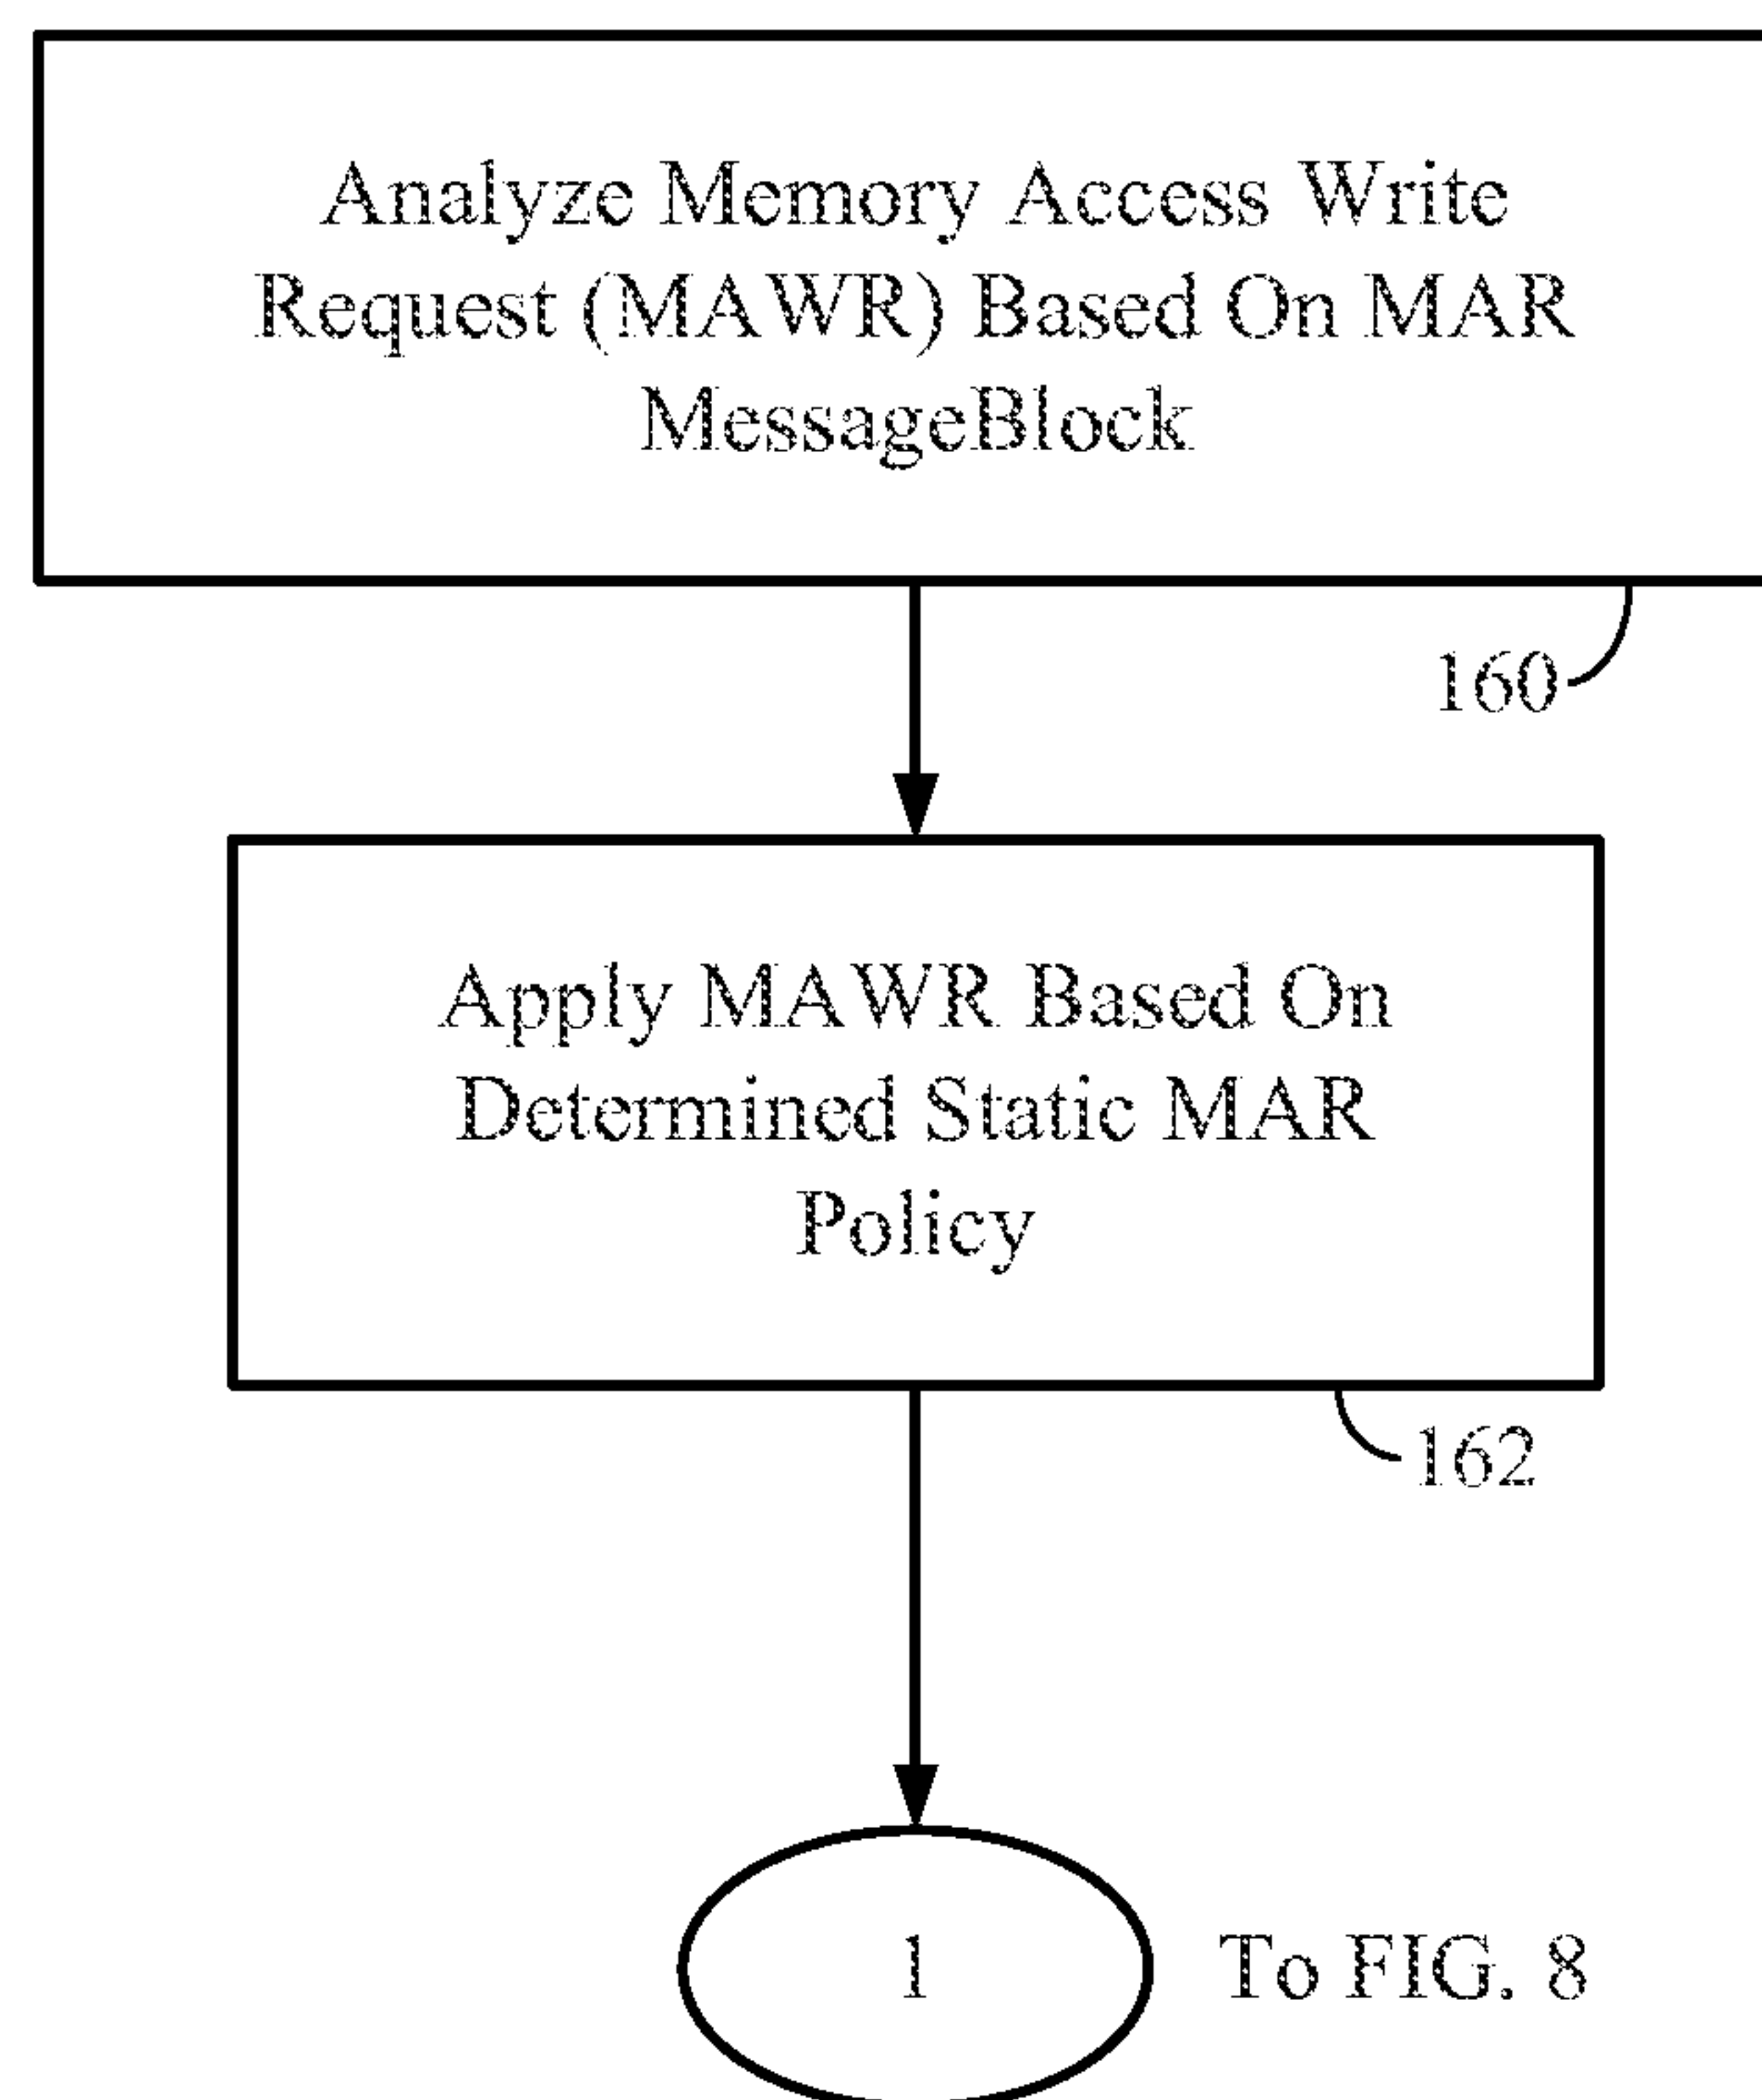 Analyze Memory Access Write
Request (MAWR) Based On MAR
MessageBlock
160
Apply MAWR Based On
Determined Static MAR
Policy
162
1 To FIG. 8